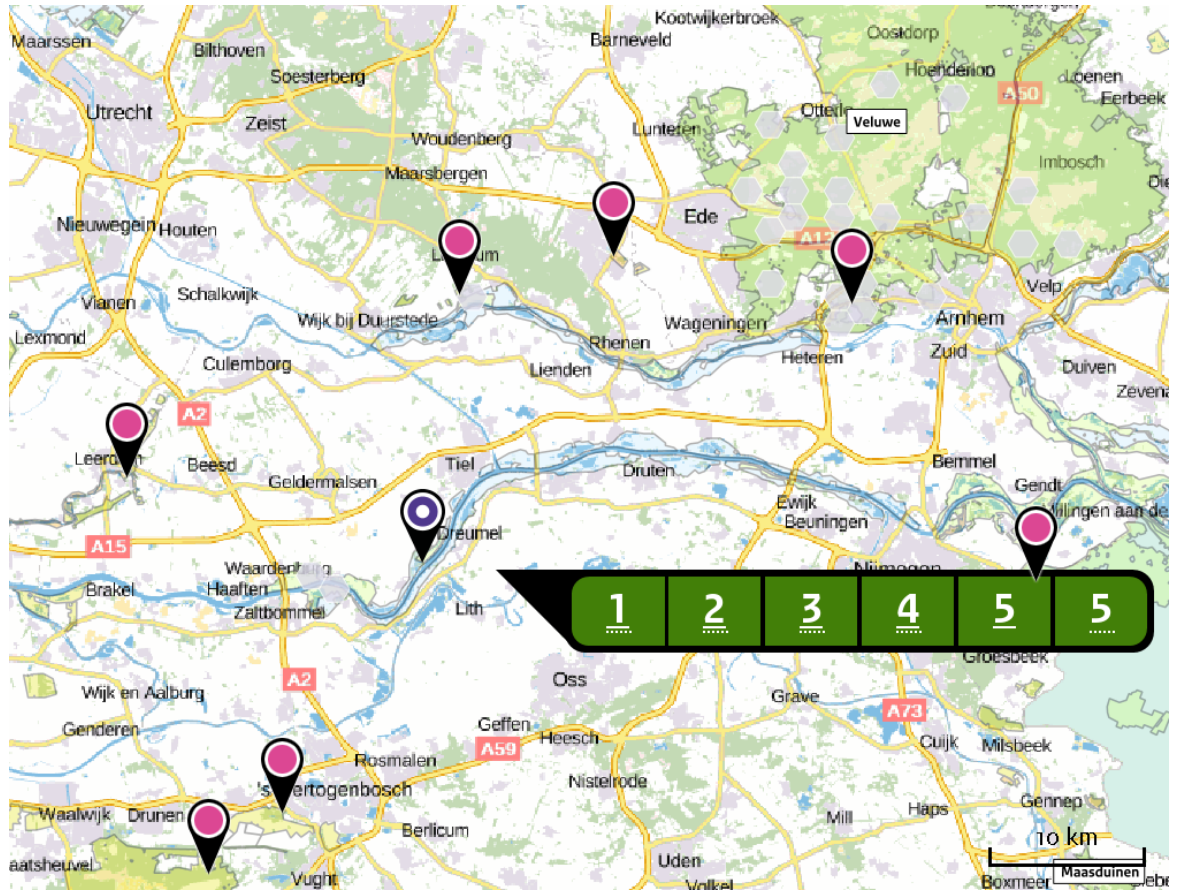 Kootwijkerbroek
Maarssen
Bilthoven
Barneveld
Oostdorp
Soesterberg
Hoenderloo
Loenen
A50
Eerbeek
Utrecht
Zeist
Otterlo
Veluwe
Woudenberg
Lunteren
Maarsbergen
Imbosch
Nieuwegein
Houten
Ede
A12
Velp
Vianen
Schalkwijk
Wijk bij Duurstede
Wageningen
Arnhem
Lexmond
Rhenen
Zuid
Culemborg
Lienden
Heteren
Duiven
A2
Beesd
Tiel
Druten
Bemmel
Geldermalsen
Gendt
Ewijk
Beuningen
Dreumel
A15
Nijmegen
Waardenburg
Brakel
Haaften
Zaltbommel
Lith
1 2 3 4 5 5
Groesbeek
A2
Oss
Wijk en Aalburg
Grave
A73
Genderen
Geffen
Heesch
Cuijk
Milsbeek
A59
Rosmalen
Nistelrode
Gennep
Waalwijk
Drunen
Haps
Mill
Berlicum
10 km
Uden
Vught
Volkel
Boxmeer
Maasduinen